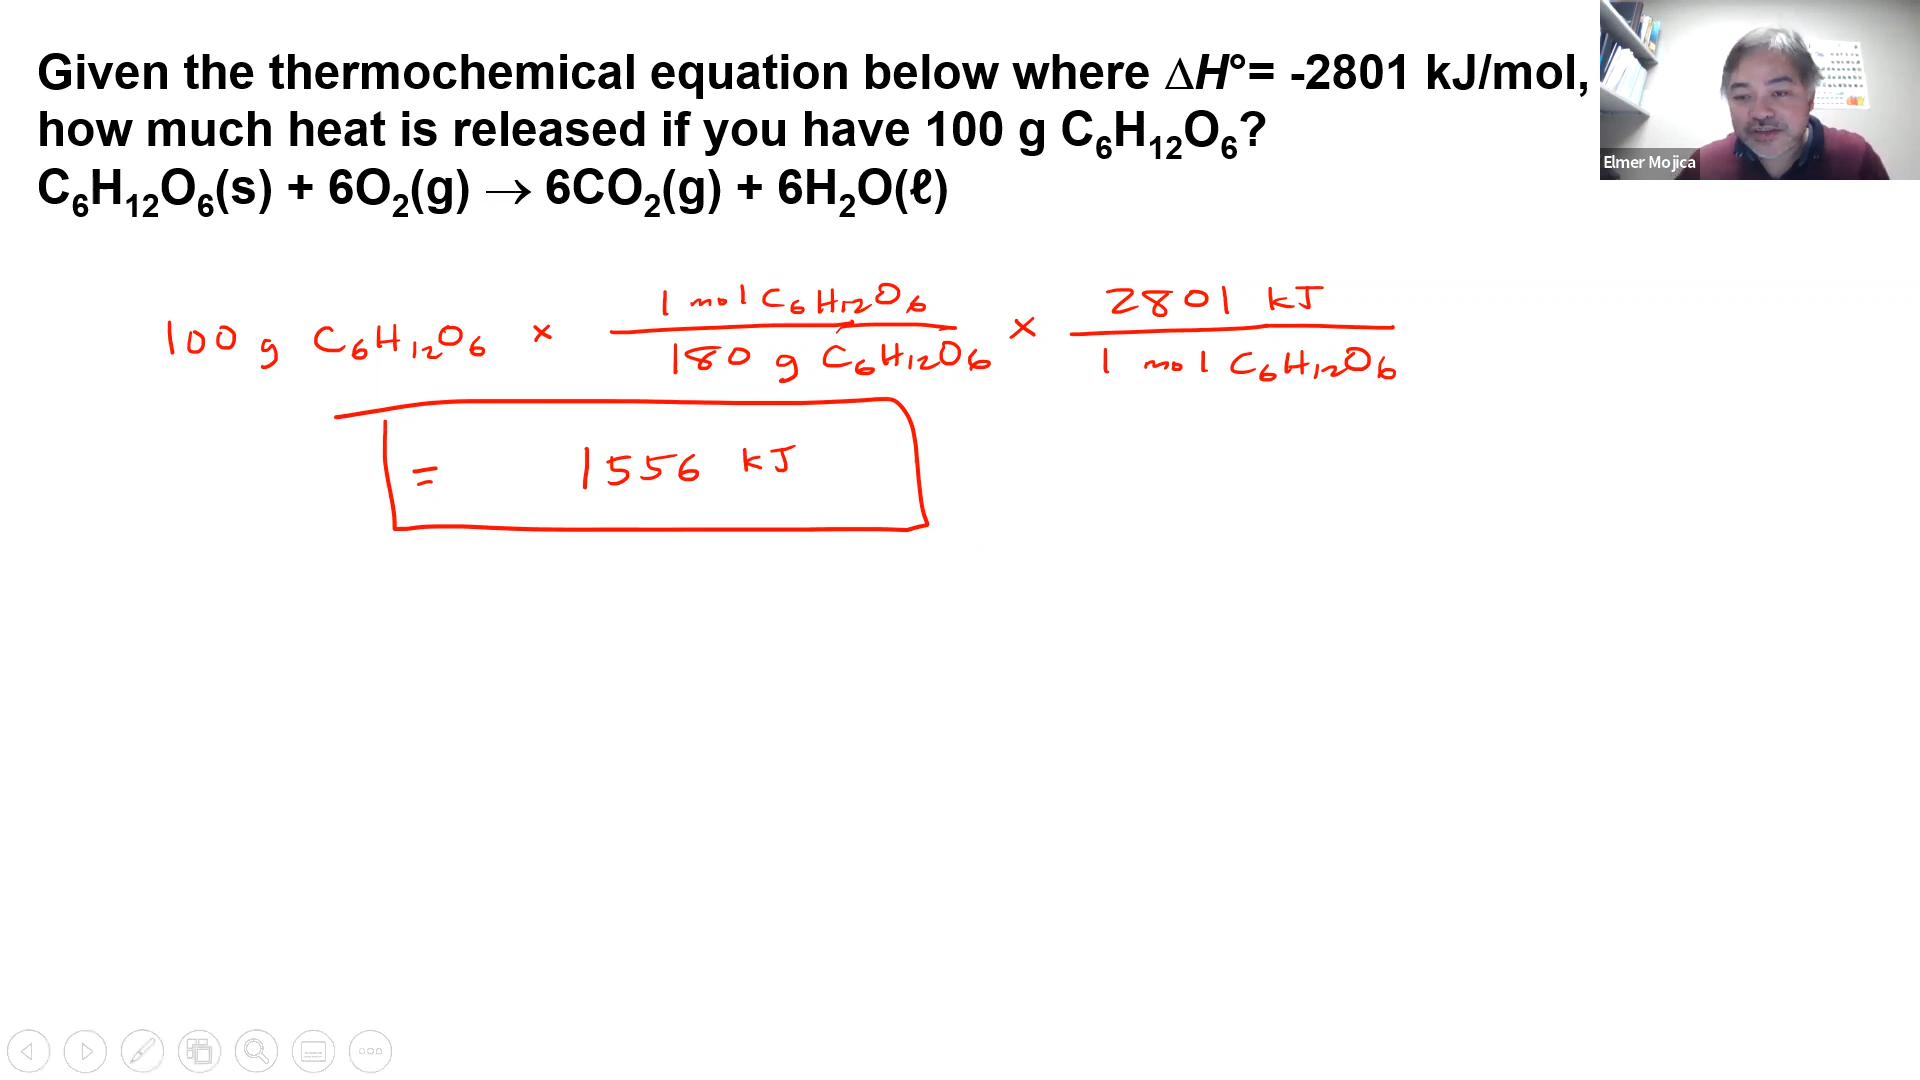 Given the thermochemical equation below where ΔH°= -2801 kJ/mol,
how much heat is released if you have 100 g C₆H₁₂O₆?
C₆H₁₂O₆(s) + 6O₂(g) → 6CO₂(g) + 6H₂O(ℓ)
Elmer Mojica
100 g C₆H₁₂O₆ × 1 mol C₆H₁₂O₆ / 180 g C₆H₁₂O₆ × 2801 kJ / 1 mol C₆H₁₂O₆
= 1556 kJ